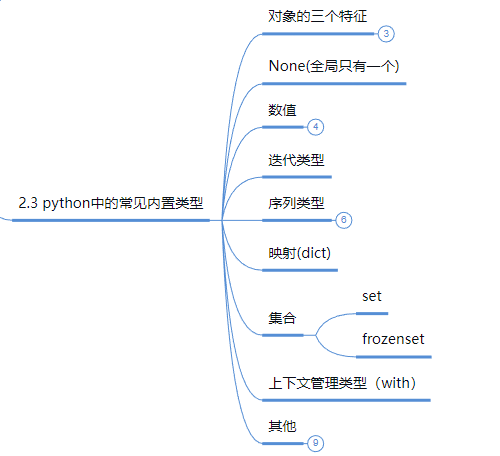 对象的三个特征
3
None(全局只有一个)
数值
4
迭代类型
2.3 python中的常见内置类型
序列类型
6
映射(dict)
集合
set
frozenset
上下文管理类型（with）
其他
9